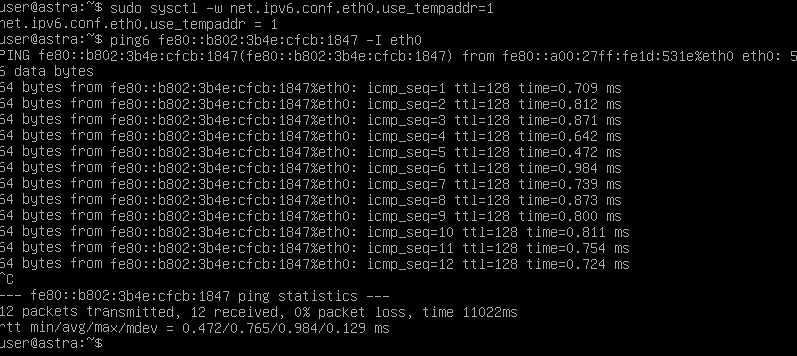 user@astra:~$ sudo sysctl -w net.ipv6.conf.eth0.use_tempaddr=1
net.ipv6.conf.eth0.use_tempaddr = 1
user@astra:~$ ping6 fe80::b802:3b4e:cfcb:1847 -I eth0
PING fe80::b802:3b4e:cfcb:1847(fe80::b802:3b4e:cfcb:1847) from fe80::a00:27ff:fe1d:531e%eth0 eth0: 5
6 data bytes
64 bytes from fe80::b802:3b4e:cfcb:1847%eth0: icmp_seq=1 ttl=128 time=0.709 ms
64 bytes from fe80::b802:3b4e:cfcb:1847%eth0: icmp_seq=2 ttl=128 time=0.812 ms
64 bytes from fe80::b802:3b4e:cfcb:1847%eth0: icmp_seq=3 ttl=128 time=0.871 ms
64 bytes from fe80::b802:3b4e:cfcb:1847%eth0: icmp_seq=4 ttl=128 time=0.642 ms
64 bytes from fe80::b802:3b4e:cfcb:1847%eth0: icmp_seq=5 ttl=128 time=0.472 ms
64 bytes from fe80::b802:3b4e:cfcb:1847%eth0: icmp_seq=6 ttl=128 time=0.984 ms
64 bytes from fe80::b802:3b4e:cfcb:1847%eth0: icmp_seq=7 ttl=128 time=0.739 ms
64 bytes from fe80::b802:3b4e:cfcb:1847%eth0: icmp_seq=8 ttl=128 time=0.873 ms
64 bytes from fe80::b802:3b4e:cfcb:1847%eth0: icmp_seq=9 ttl=128 time=0.800 ms
64 bytes from fe80::b802:3b4e:cfcb:1847%eth0: icmp_seq=10 ttl=128 time=0.811 ms
64 bytes from fe80::b802:3b4e:cfcb:1847%eth0: icmp_seq=11 ttl=128 time=0.754 ms
64 bytes from fe80::b802:3b4e:cfcb:1847%eth0: icmp_seq=12 ttl=128 time=0.724 ms
^C
--- fe80::b802:3b4e:cfcb:1847 ping statistics ---
12 packets transmitted, 12 received, 0% packet loss, time 11022ms
rtt min/avg/max/mdev = 0.472/0.765/0.984/0.129 ms
user@astra:~$